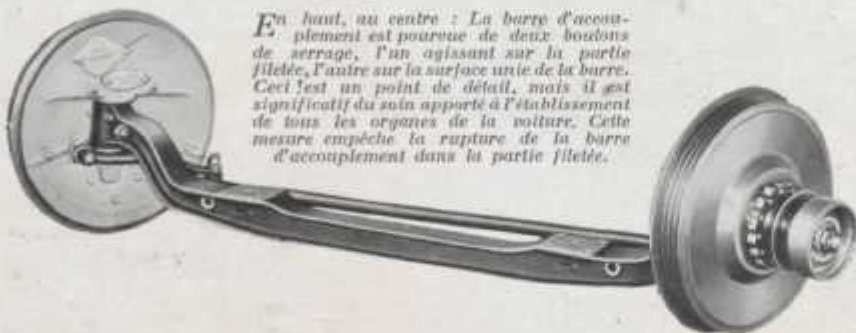 En haut, au centre : La barre d'accou-
plement est pourvue de deux boulons
de serrage, l'un agissant sur la partie
filetée, l'autre sur la surface unie de la barre.
Ceci est un point de détail, mais il est
significatif du soin apporté à l'établissement
de tous les organes de la voiture. Cette
mesure empêche la rupture de la barre
d'accouplement dans la partie filetée.